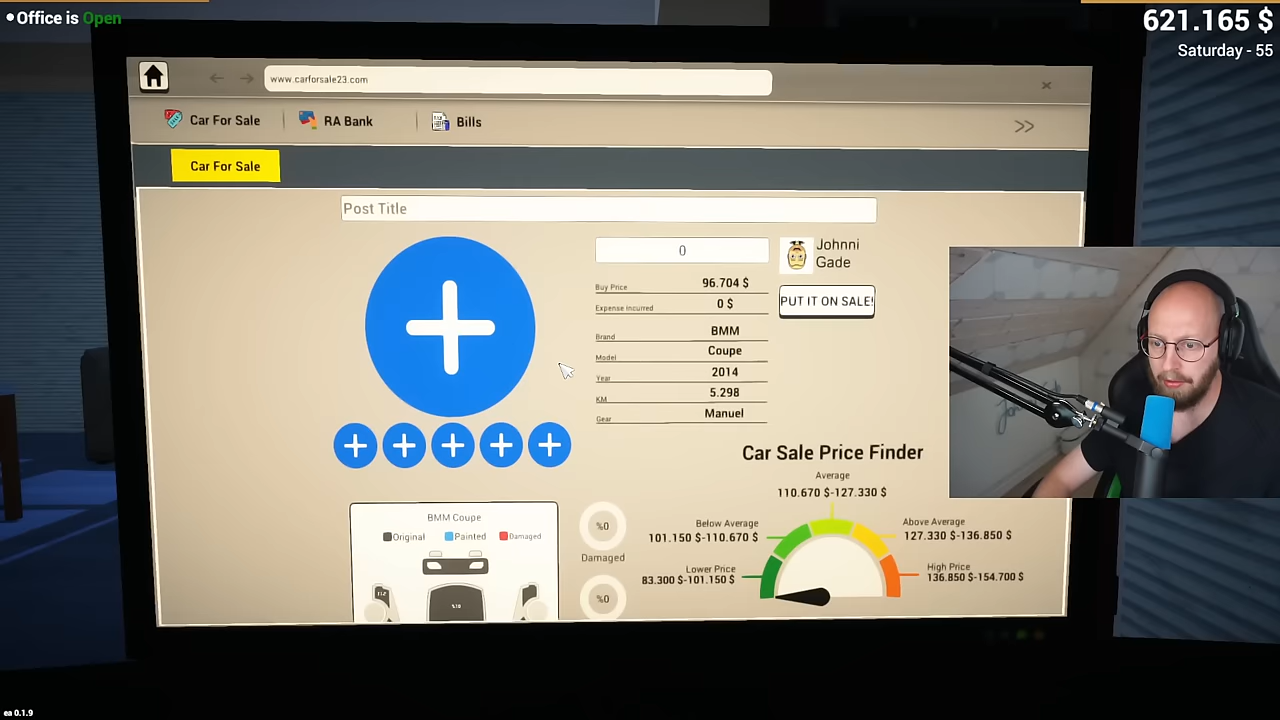 Office is Open
621.165 $
Saturday - 55
www.carforsale23.com
Car For Sale
RA Bank
Bills
>>
Car For Sale
Post Title
0
Johnni
Gade
Buy Price 96.704 $
PUT IT ON SALE!
Expense Incurred 0 $
Brand BMM
Model Coupe
Year 2014
KM 5.298
Gear Manuel
Car Sale Price Finder
Average
110.670 $-127.330 $
Below Average
101.150 $-110.670 $
Above Average
127.330 $-136.850 $
Lower Price
83.300 $-101.150 $
High Price
136.850 $-154.700 $
BMM Coupe
Original Painted Damaged
%0
Damaged
%0
ea 0.1.9